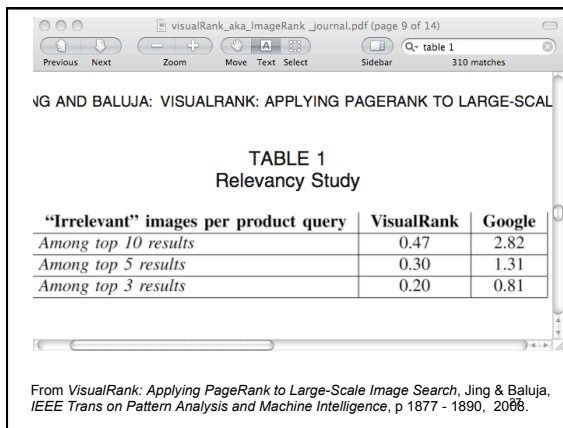 visualRank_aka_ImageRank _journal.pdf (page 9 of 14)
table 1
Previous Next Zoom Move Text Select Sidebar 310 matches
NG AND BALUJA: VISUALRANK: APPLYING PAGERANK TO LARGE-SCAL
TABLE 1
Relevancy Study
“Irrelevant” images per product query VisualRank Google
Among top 10 results 0.47 2.82
Among top 5 results 0.30 1.31
Among top 3 results 0.20 0.81
From VisualRank: Applying PageRank to Large-Scale Image Search, Jing & Baluja,
IEEE Trans on Pattern Analysis and Machine Intelligence, p 1877 - 1890, 2008.